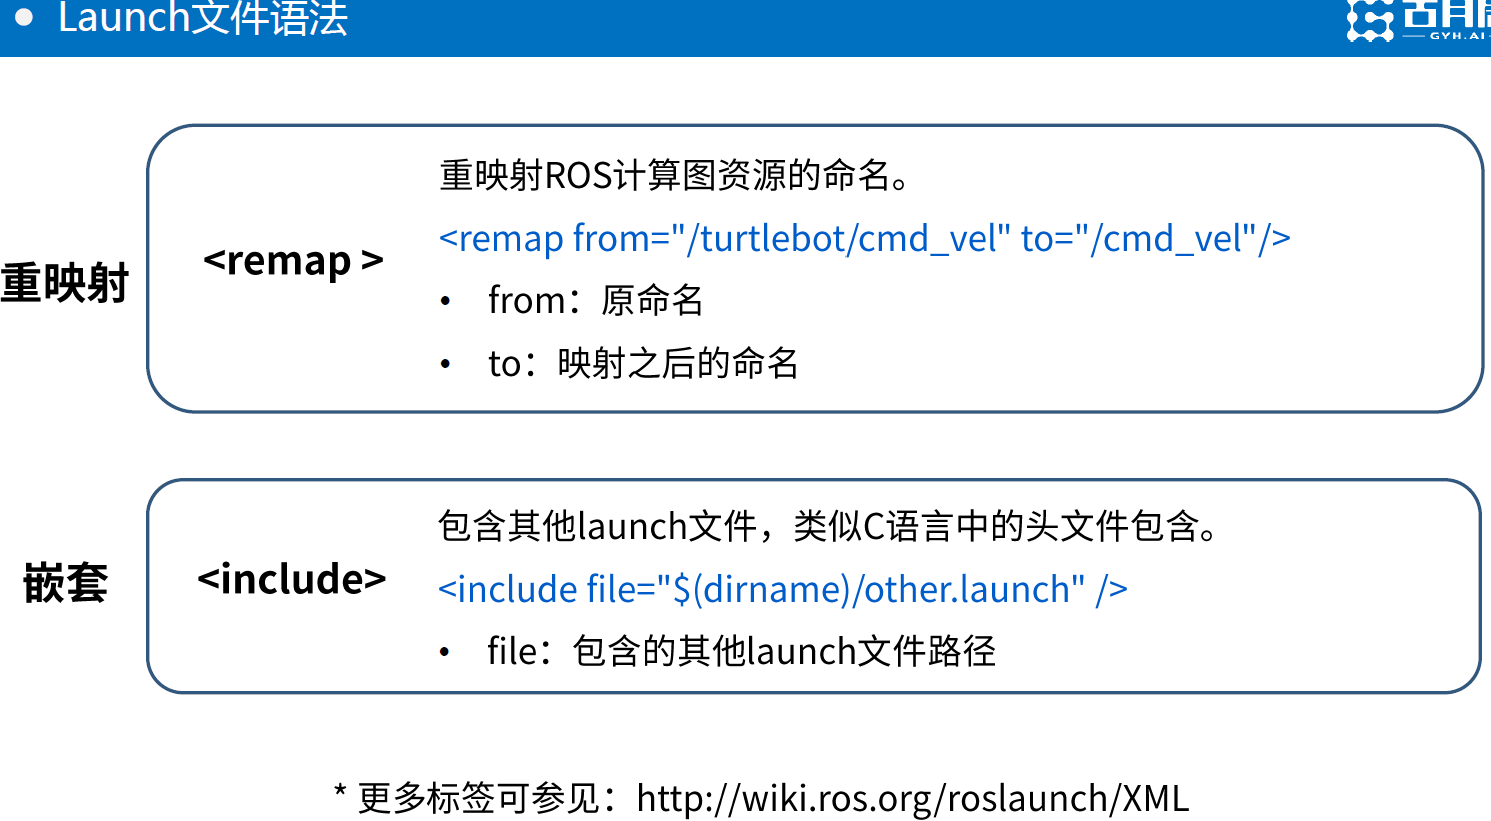 Launch文件语法
GYH.AI
重映射
<remap >
重映射ROS计算图资源的命名。
<remap from="/turtlebot/cmd_vel" to="/cmd_vel"/>
• from：原命名
• to：映射之后的命名
嵌套
<include>
包含其他launch文件，类似C语言中的头文件包含。
<include file="$(dirname)/other.launch" />
• file：包含的其他launch文件路径
* 更多标签可参见：http://wiki.ros.org/roslaunch/XML